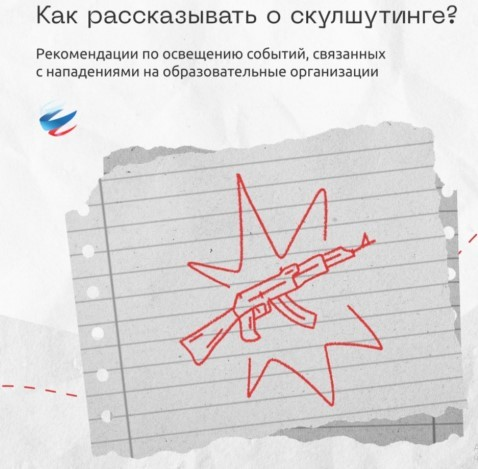 Как рассказывать о скулшутинге?
Рекомендации по освещению событий, связанных
с нападениями на образовательные организации